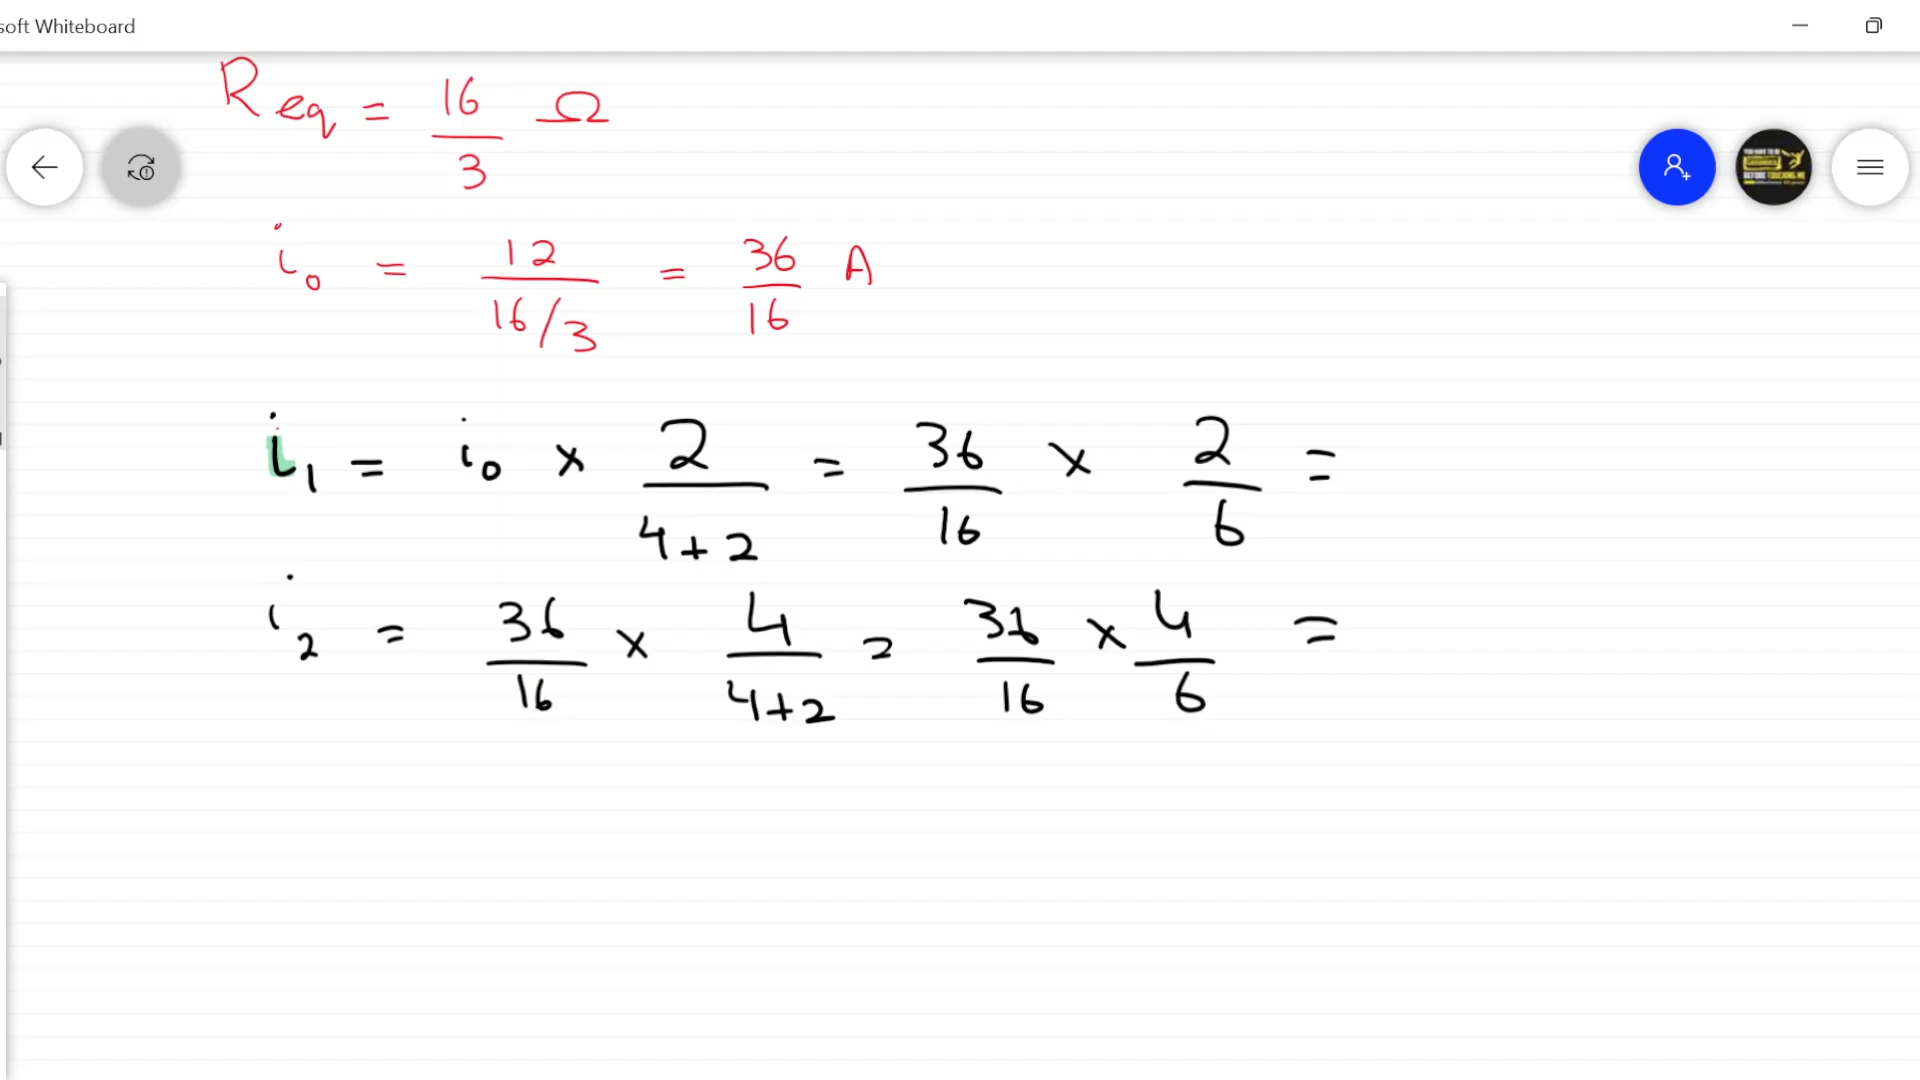 soft Whiteboard
R eq = 16/3 Ω
i₀ = 12/(16/3) = 36/16 A
i₁ = i₀ × 2/(4+2) = 36/16 × 2/6 =
i₂ = 36/16 × 4/(4+2) = 36/16 × 4/6 =